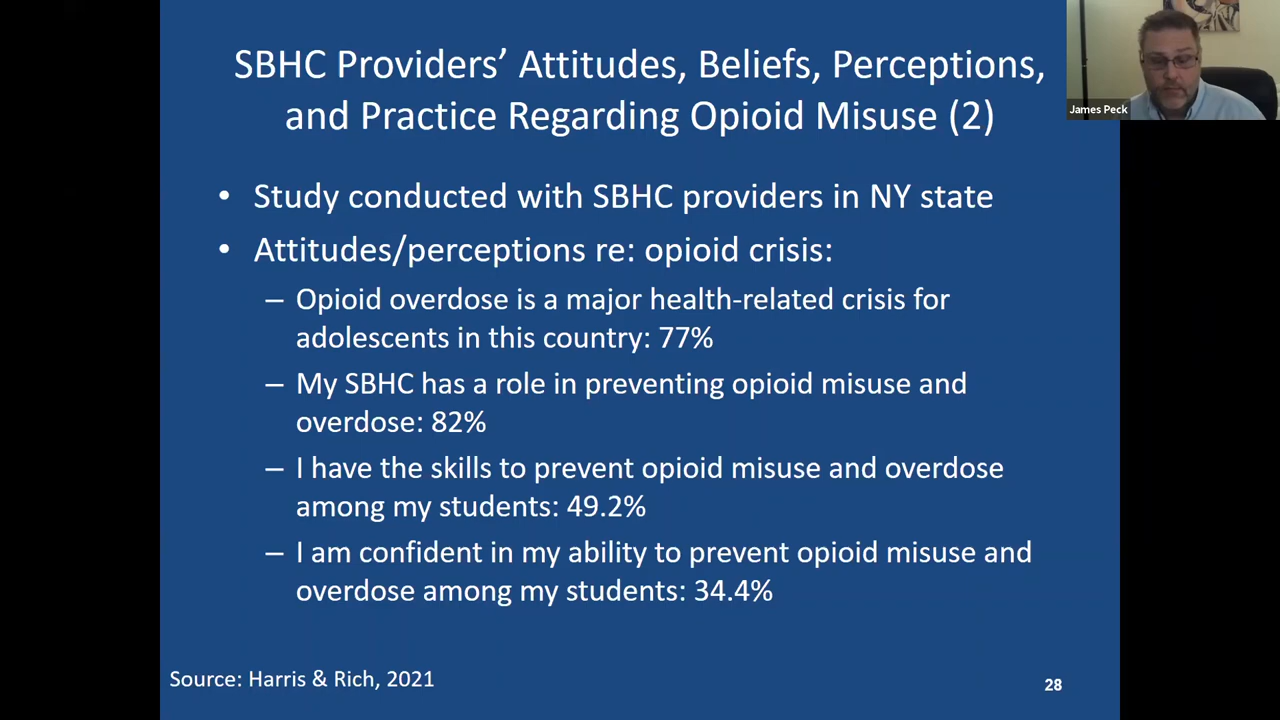 SBHC Providers’ Attitudes, Beliefs, Perceptions,
and Practice Regarding Opioid Misuse (2)
James Peck
• Study conducted with SBHC providers in NY state
• Attitudes/perceptions re: opioid crisis:
– Opioid overdose is a major health-related crisis for
adolescents in this country: 77%
– My SBHC has a role in preventing opioid misuse and
overdose: 82%
– I have the skills to prevent opioid misuse and overdose
among my students: 49.2%
– I am confident in my ability to prevent opioid misuse and
overdose among my students: 34.4%
Source: Harris & Rich, 2021
28